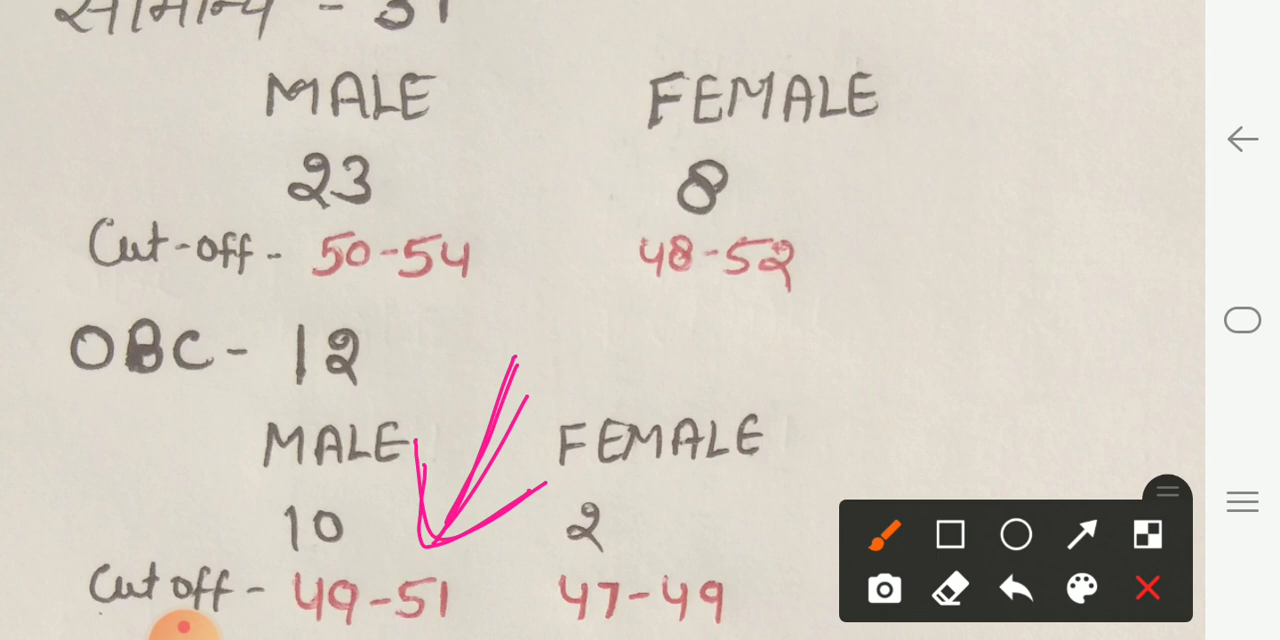 सामान्य - 31
MALE FEMALE
23 8
Cut-off - 50-54 48-52
OBC - 12
MALE FEMALE
10 2
Cut off - 49-51 47-49